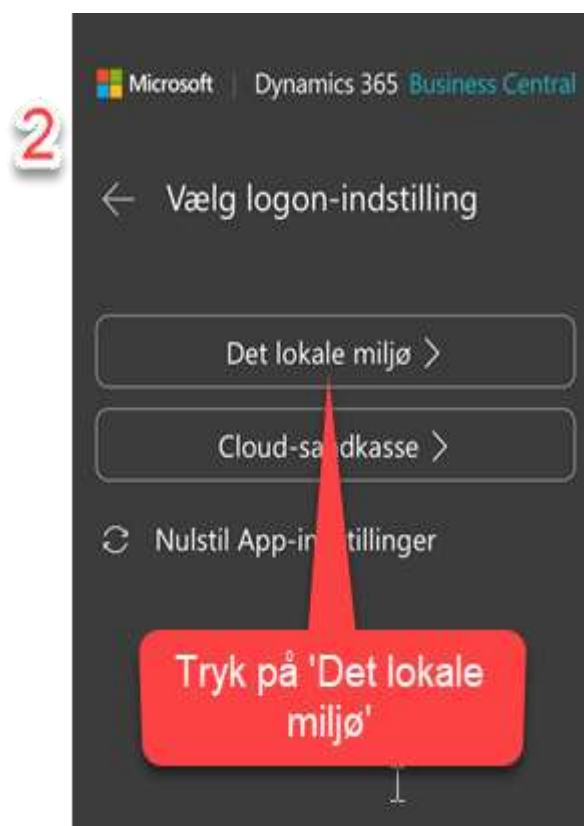 2
Microsoft | Dynamics 365 Business Central
Vælg logon-indstilling
Det lokale miljø >
Cloud-sandkasse >
Nulstil App-indstillinger
Tryk på 'Det lokale
miljø'